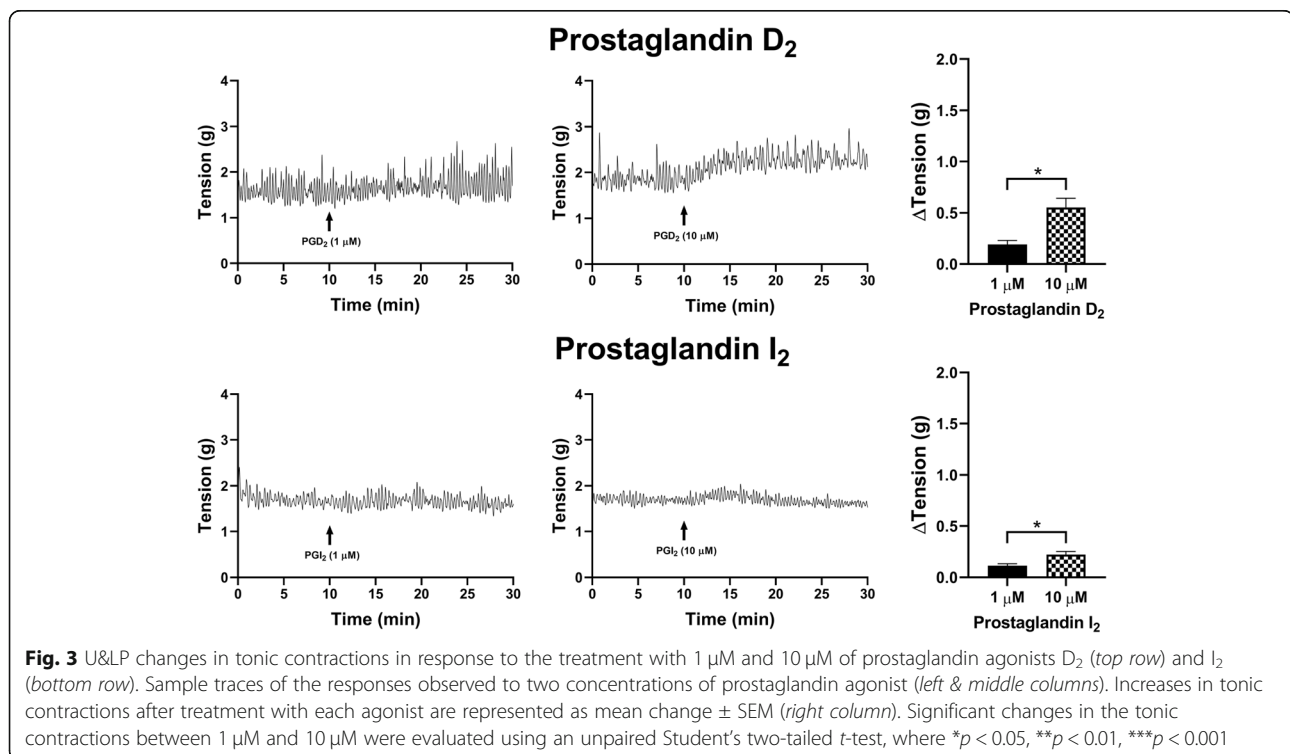 Prostaglandin D₂
Tension (g)
4
3
2
1
0
PGD₂ (1 μM)
0 5 10 15 20 25 30
Time (min)
Tension (g)
4
3
2
1
0
PGD₂ (10 μM)
0 5 10 15 20 25 30
Time (min)
ΔTension (g)
2.0
1.5
1.0
0.5
0.0
*
1 μM 10 μM
Prostaglandin D₂
Prostaglandin I₂
Tension (g)
4
3
2
1
0
PGI₂ (1 μM)
0 5 10 15 20 25 30
Time (min)
Tension (g)
4
3
2
1
0
PGI₂ (10 μM)
0 5 10 15 20 25 30
Time (min)
ΔTension (g)
2.0
1.5
1.0
0.5
0.0
*
1 μM 10 μM
Prostaglandin I₂
Fig. 3 U&LP changes in tonic contractions in response to the treatment with 1 μM and 10 μM of prostaglandin agonists D₂ (top row) and I₂
(bottom row). Sample traces of the responses observed to two concentrations of prostaglandin agonist (left & middle columns). Increases in tonic
contractions after treatment with each agonist are represented as mean change ± SEM (right column). Significant changes in the tonic
contractions between 1 μM and 10 μM were evaluated using an unpaired Student's two-tailed t-test, where *p < 0.05, **p < 0.01, ***p < 0.001